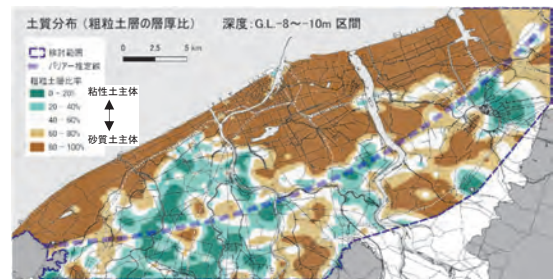 土質分布(粗粒土層の層厚比) 深度:G.L.-8～-10m 区間
検討範囲
バリアー推定線
0 2.5 5 km
粗粒土層比率
0-20% 粘性土主体
20-40%
40-60%
60-80% 砂質土主体
80-100%